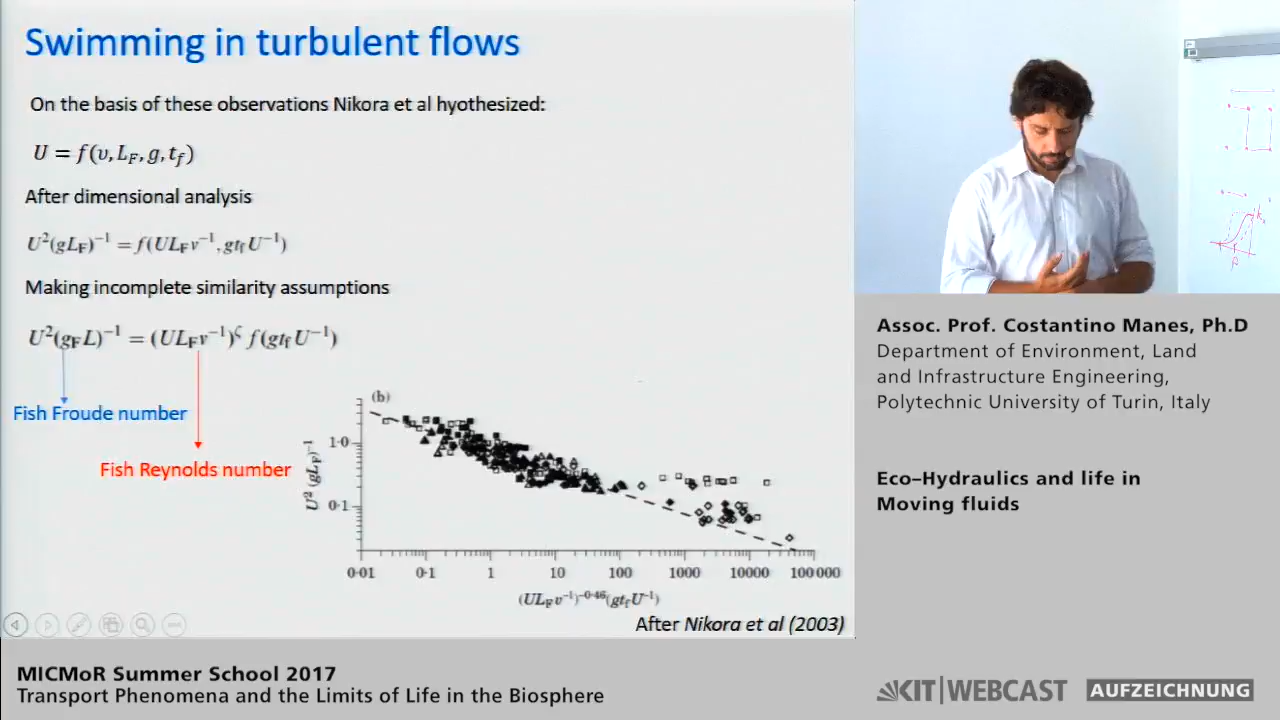 Swimming in turbulent flows
On the basis of these observations Nikora et al hyothesized:
U = f(υ, L_F, g, t_f)
After dimensional analysis
U²(gL_F)⁻¹ = f(UL_Fν⁻¹, gt_fU⁻¹)
Making incomplete similarity assumptions
U²(g_FL)⁻¹ = (UL_Fν⁻¹)^ζ f(gt_fU⁻¹)
Fish Froude number
Fish Reynolds number
(b)
U² (gL_F)⁻¹
1·0
0·1
0·01 0·1 1 10 100 1000 10000 100 000
(UL_Fν⁻¹)⁻⁰·⁴⁶(gt_fU⁻¹)
After Nikora et al (2003)
Assoc. Prof. Costantino Manes, Ph.D
Department of Environment, Land
and Infrastructure Engineering,
Polytechnic University of Turin, Italy
Eco–Hydraulics and life in
Moving fluids
MICMoR Summer School 2017
Transport Phenomena and the Limits of Life in the Biosphere
KIT|WEBCAST AUFZEICHNUNG